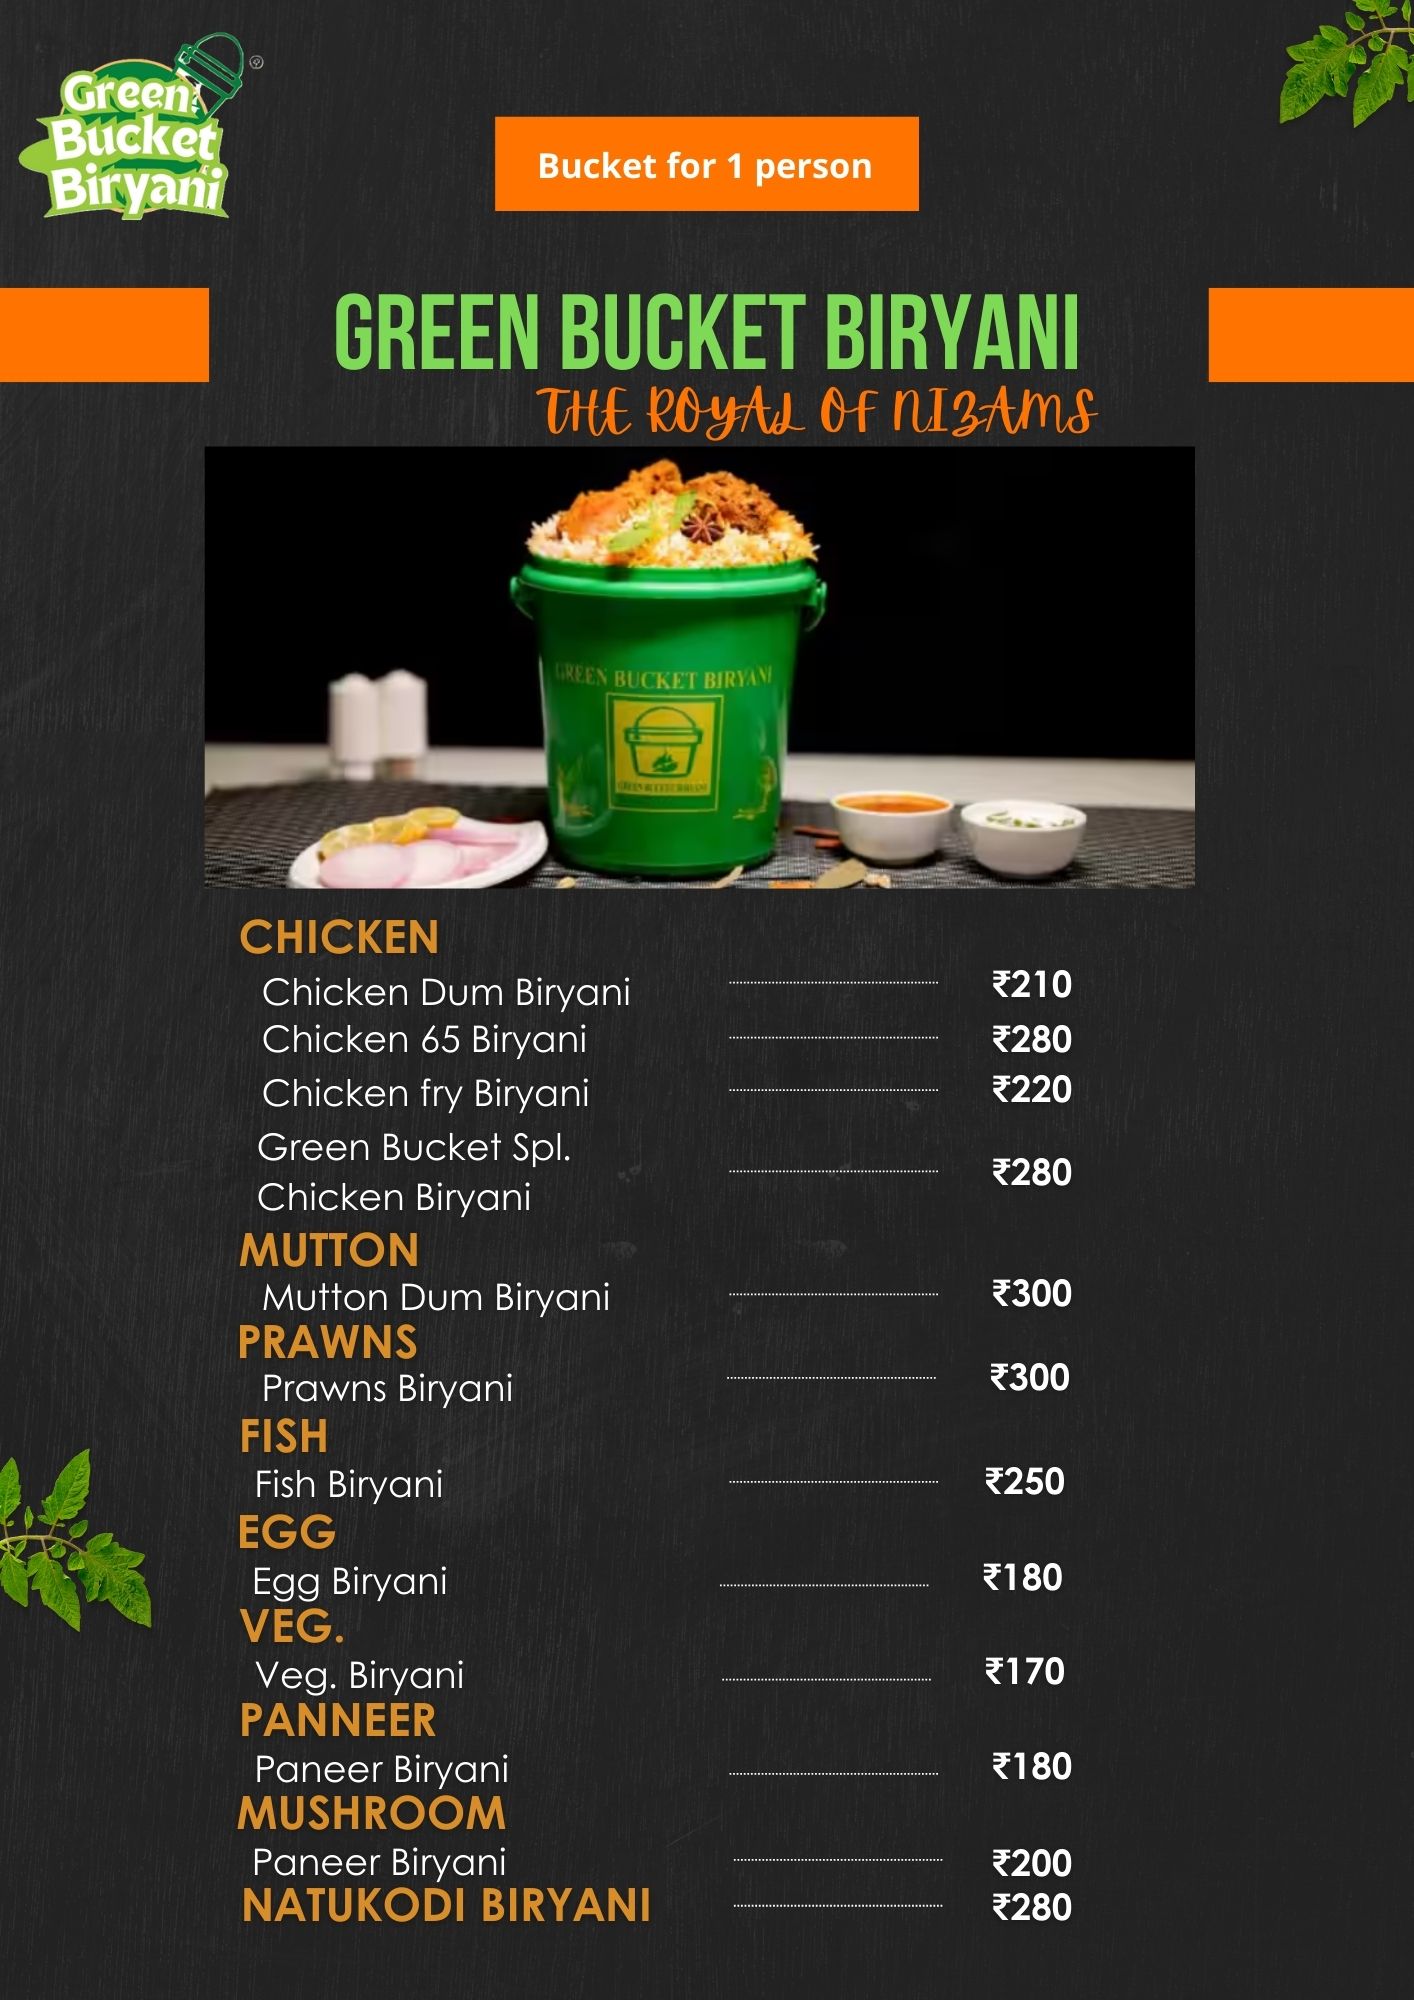 Green
Bucket
Biryani
Bucket for 1 person
GREEN BUCKET BIRYANI
THE ROYAL OF NIZAMS
GREEN BUCKET BIRYANI
GREEN BUCKET BIRYANI
CHICKEN
Chicken Dum Biryani ₹210
Chicken 65 Biryani ₹280
Chicken fry Biryani ₹220
Green Bucket Spl.
Chicken Biryani ₹280
MUTTON
Mutton Dum Biryani ₹300
PRAWNS
Prawns Biryani ₹300
FISH
Fish Biryani ₹250
EGG
Egg Biryani ₹180
VEG.
Veg. Biryani ₹170
PANNEER
Paneer Biryani ₹180
MUSHROOM
Paneer Biryani ₹200
NATUKODI BIRYANI ₹280